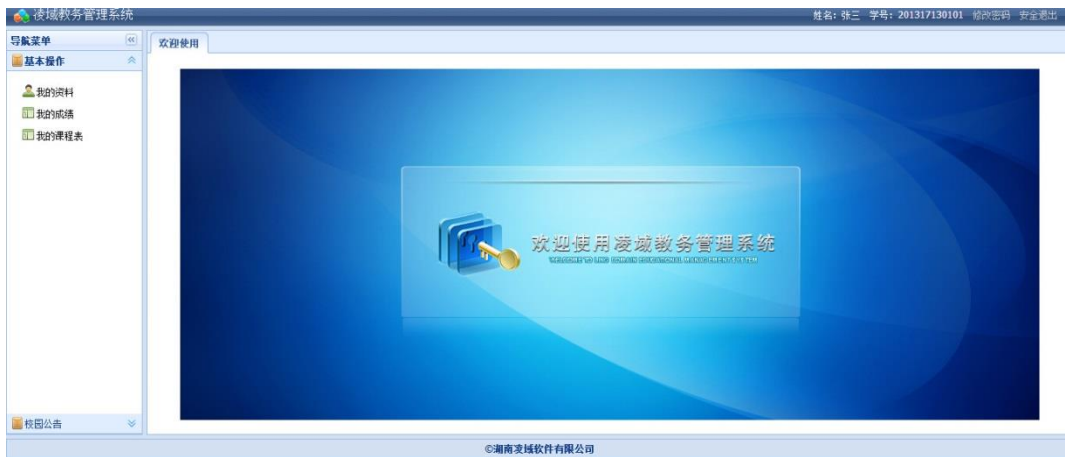 凌域教务管理系统
姓名: 张三 学号: 201317130101 修改密码 安全退出
导航菜单
欢迎使用
基本操作
我的资料
我的成绩
我的课程表
欢迎使用凌域教务管理系统
校园公告
©湖南凌域软件有限公司